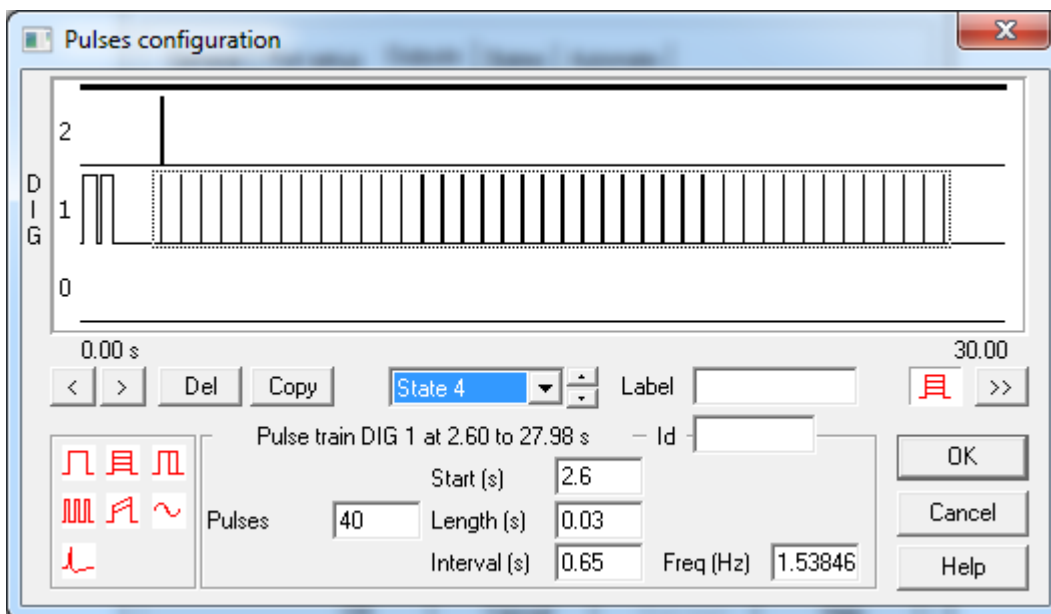 Pulses configuration
2
DIG
1
0
0.00 s 30.00
< > Del Copy State 4 Label >>
Pulse train DIG 1 at 2.60 to 27.98 s Id
OK
Start (s) 2.6
Pulses 40 Length (s) 0.03 Cancel
Interval (s) 0.65 Freq (Hz) 1.53846 Help